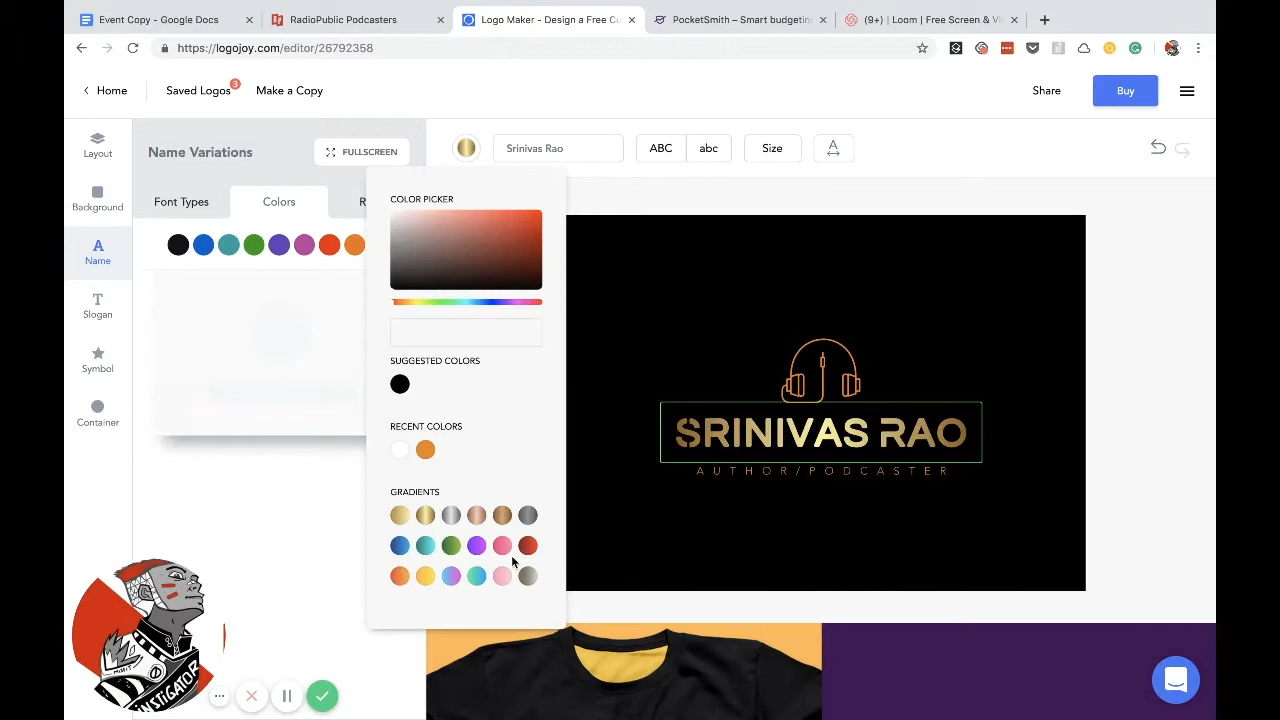 Event Copy - Google Docs
RadioPublic Podcasters
Logo Maker - Design a Free Cu
PocketSmith – Smart budgeting
(9+) | Loom | Free Screen & Vi
https://logojoy.com/editor/26792358
Home
Saved Logos 3
Make a Copy
Share
Buy
Layout
Background
Name
Slogan
Symbol
Container
Name Variations
FULLSCREEN
Srinivas Rao
ABC
abc
Size
Font Types
Colors
COLOR PICKER
SUGGESTED COLORS
RECENT COLORS
GRADIENTS
SRINIVAS RAO
AUTHOR/PODCASTER